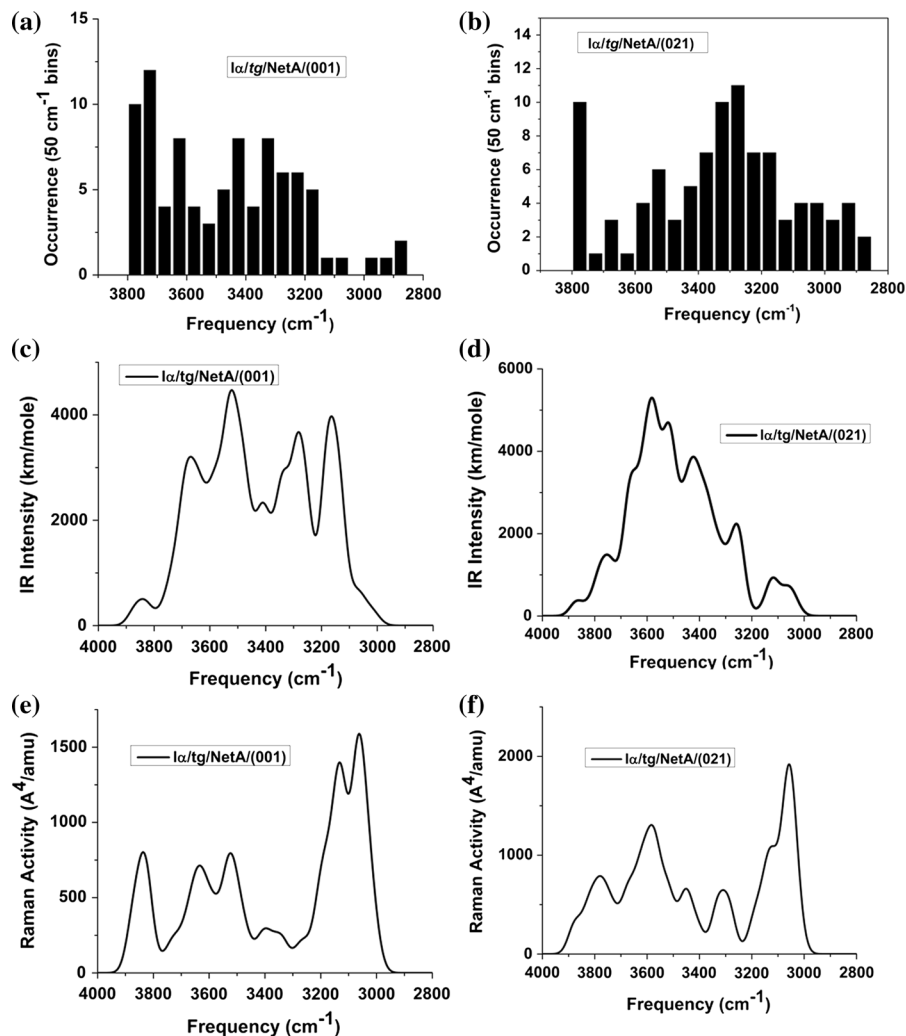 (a)
Iα/tg/NetA/(001)
Occurrence (50 cm⁻¹ bins)
15
10
5
0
3800 3600 3400 3200 3000 2800
Frequency (cm⁻¹)
(b)
Iα/tg/NetA/(021)
Occurrence (50 cm⁻¹ bins)
14
12
10
8
6
4
2
0
3800 3600 3400 3200 3000 2800
Frequency (cm⁻¹)
(c)
Iα/tg/NetA/(001)
IR Intensity (km/mole)
4000
2000
0
4000 3800 3600 3400 3200 3000 2800
Frequency (cm⁻¹)
(d)
Iα/tg/NetA/(021)
IR Intensity (km/mole)
6000
4000
2000
0
4000 3800 3600 3400 3200 3000 2800
Frequency (cm⁻¹)
(e)
Iα/tg/NetA/(001)
Raman Activity (A⁴/amu)
1500
1000
500
0
4000 3800 3600 3400 3200 3000 2800
Frequency (cm⁻¹)
(f)
Iα/tg/NetA/(021)
Raman Activity (A⁴/amu)
2000
1000
0
4000 3800 3600 3400 3200 3000 2800
Frequency (cm⁻¹)